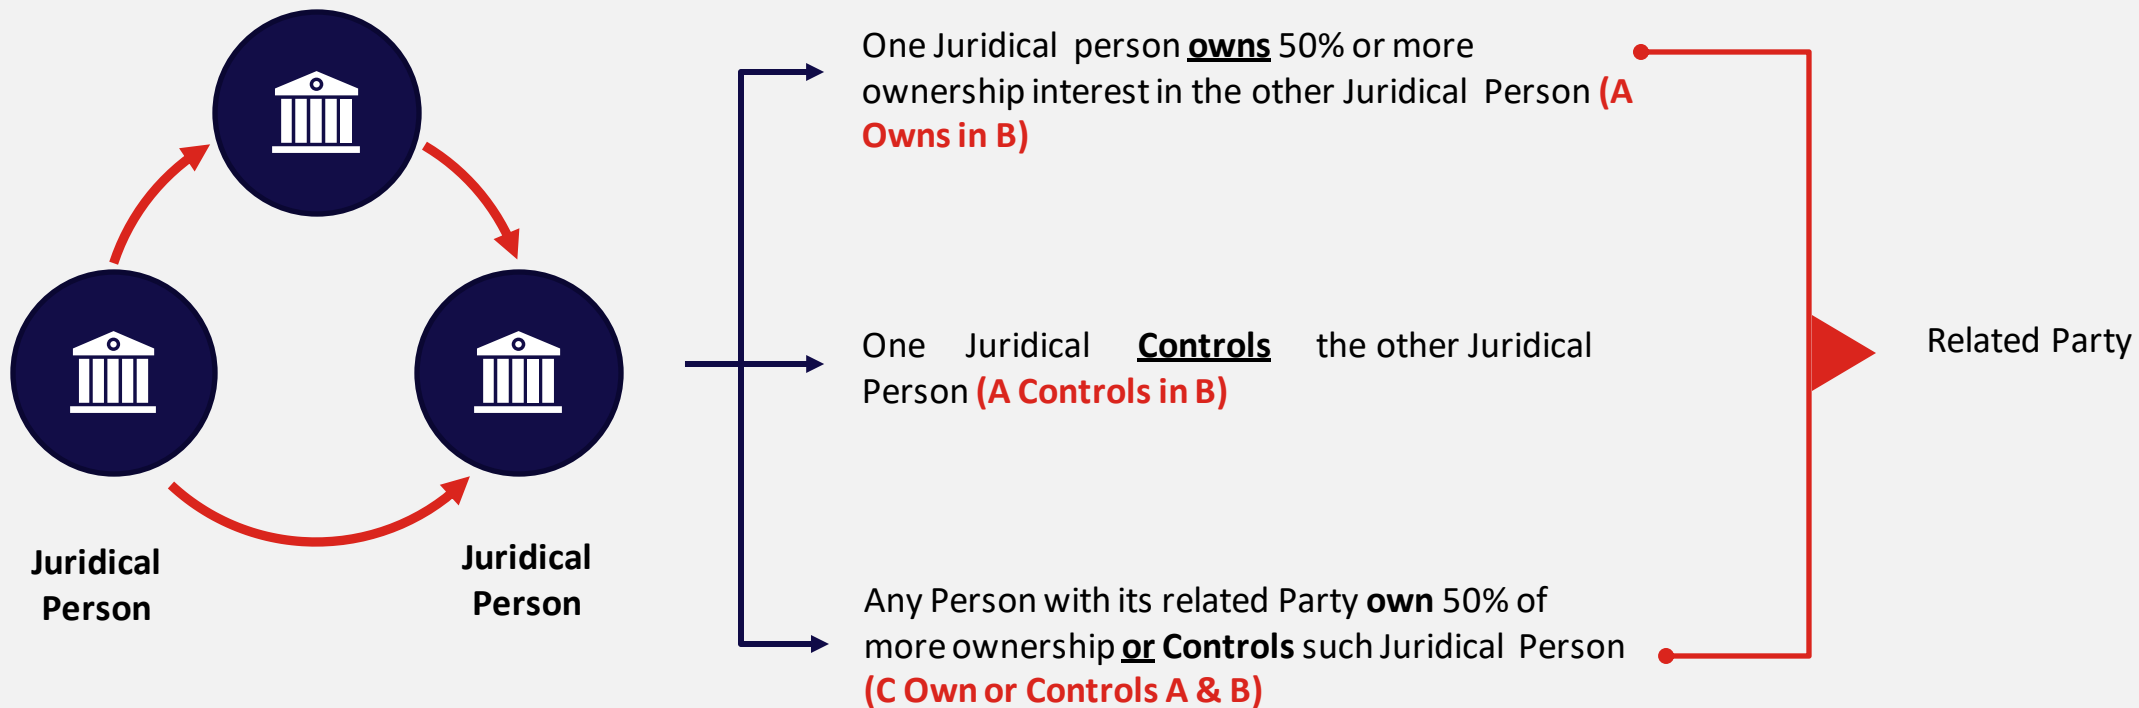 Juridical
Person
Juridical
Person
One Juridical person owns 50% or more
ownership interest in the other Juridical Person (A
Owns in B)
One Juridical Controls the other Juridical
Person (A Controls in B)
Any Person with its related Party own 50% of
more ownership or Controls such Juridical Person
(C Own or Controls A & B)
Related Party